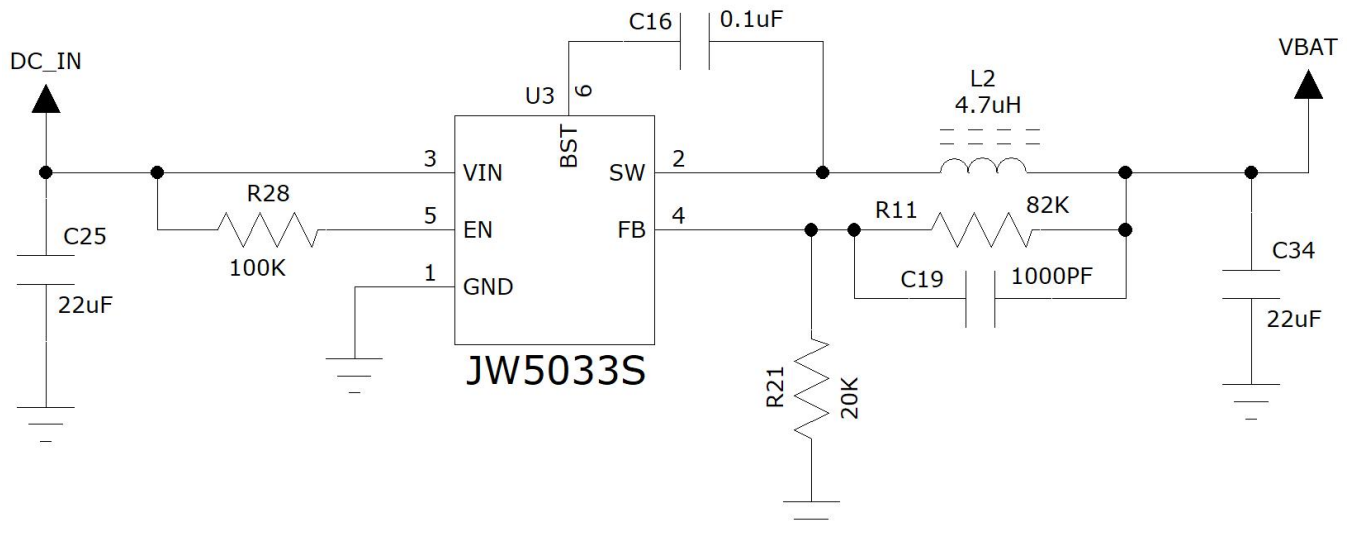 C16
0.1uF
DC_IN
VBAT
U3
6
BST
L2
4.7uH
3
VIN
SW
2
R28
100K
5
EN
FB
4
R11
82K
C25
22uF
1
GND
C19
1000PF
C34
22uF
JW5033S
R21
20K